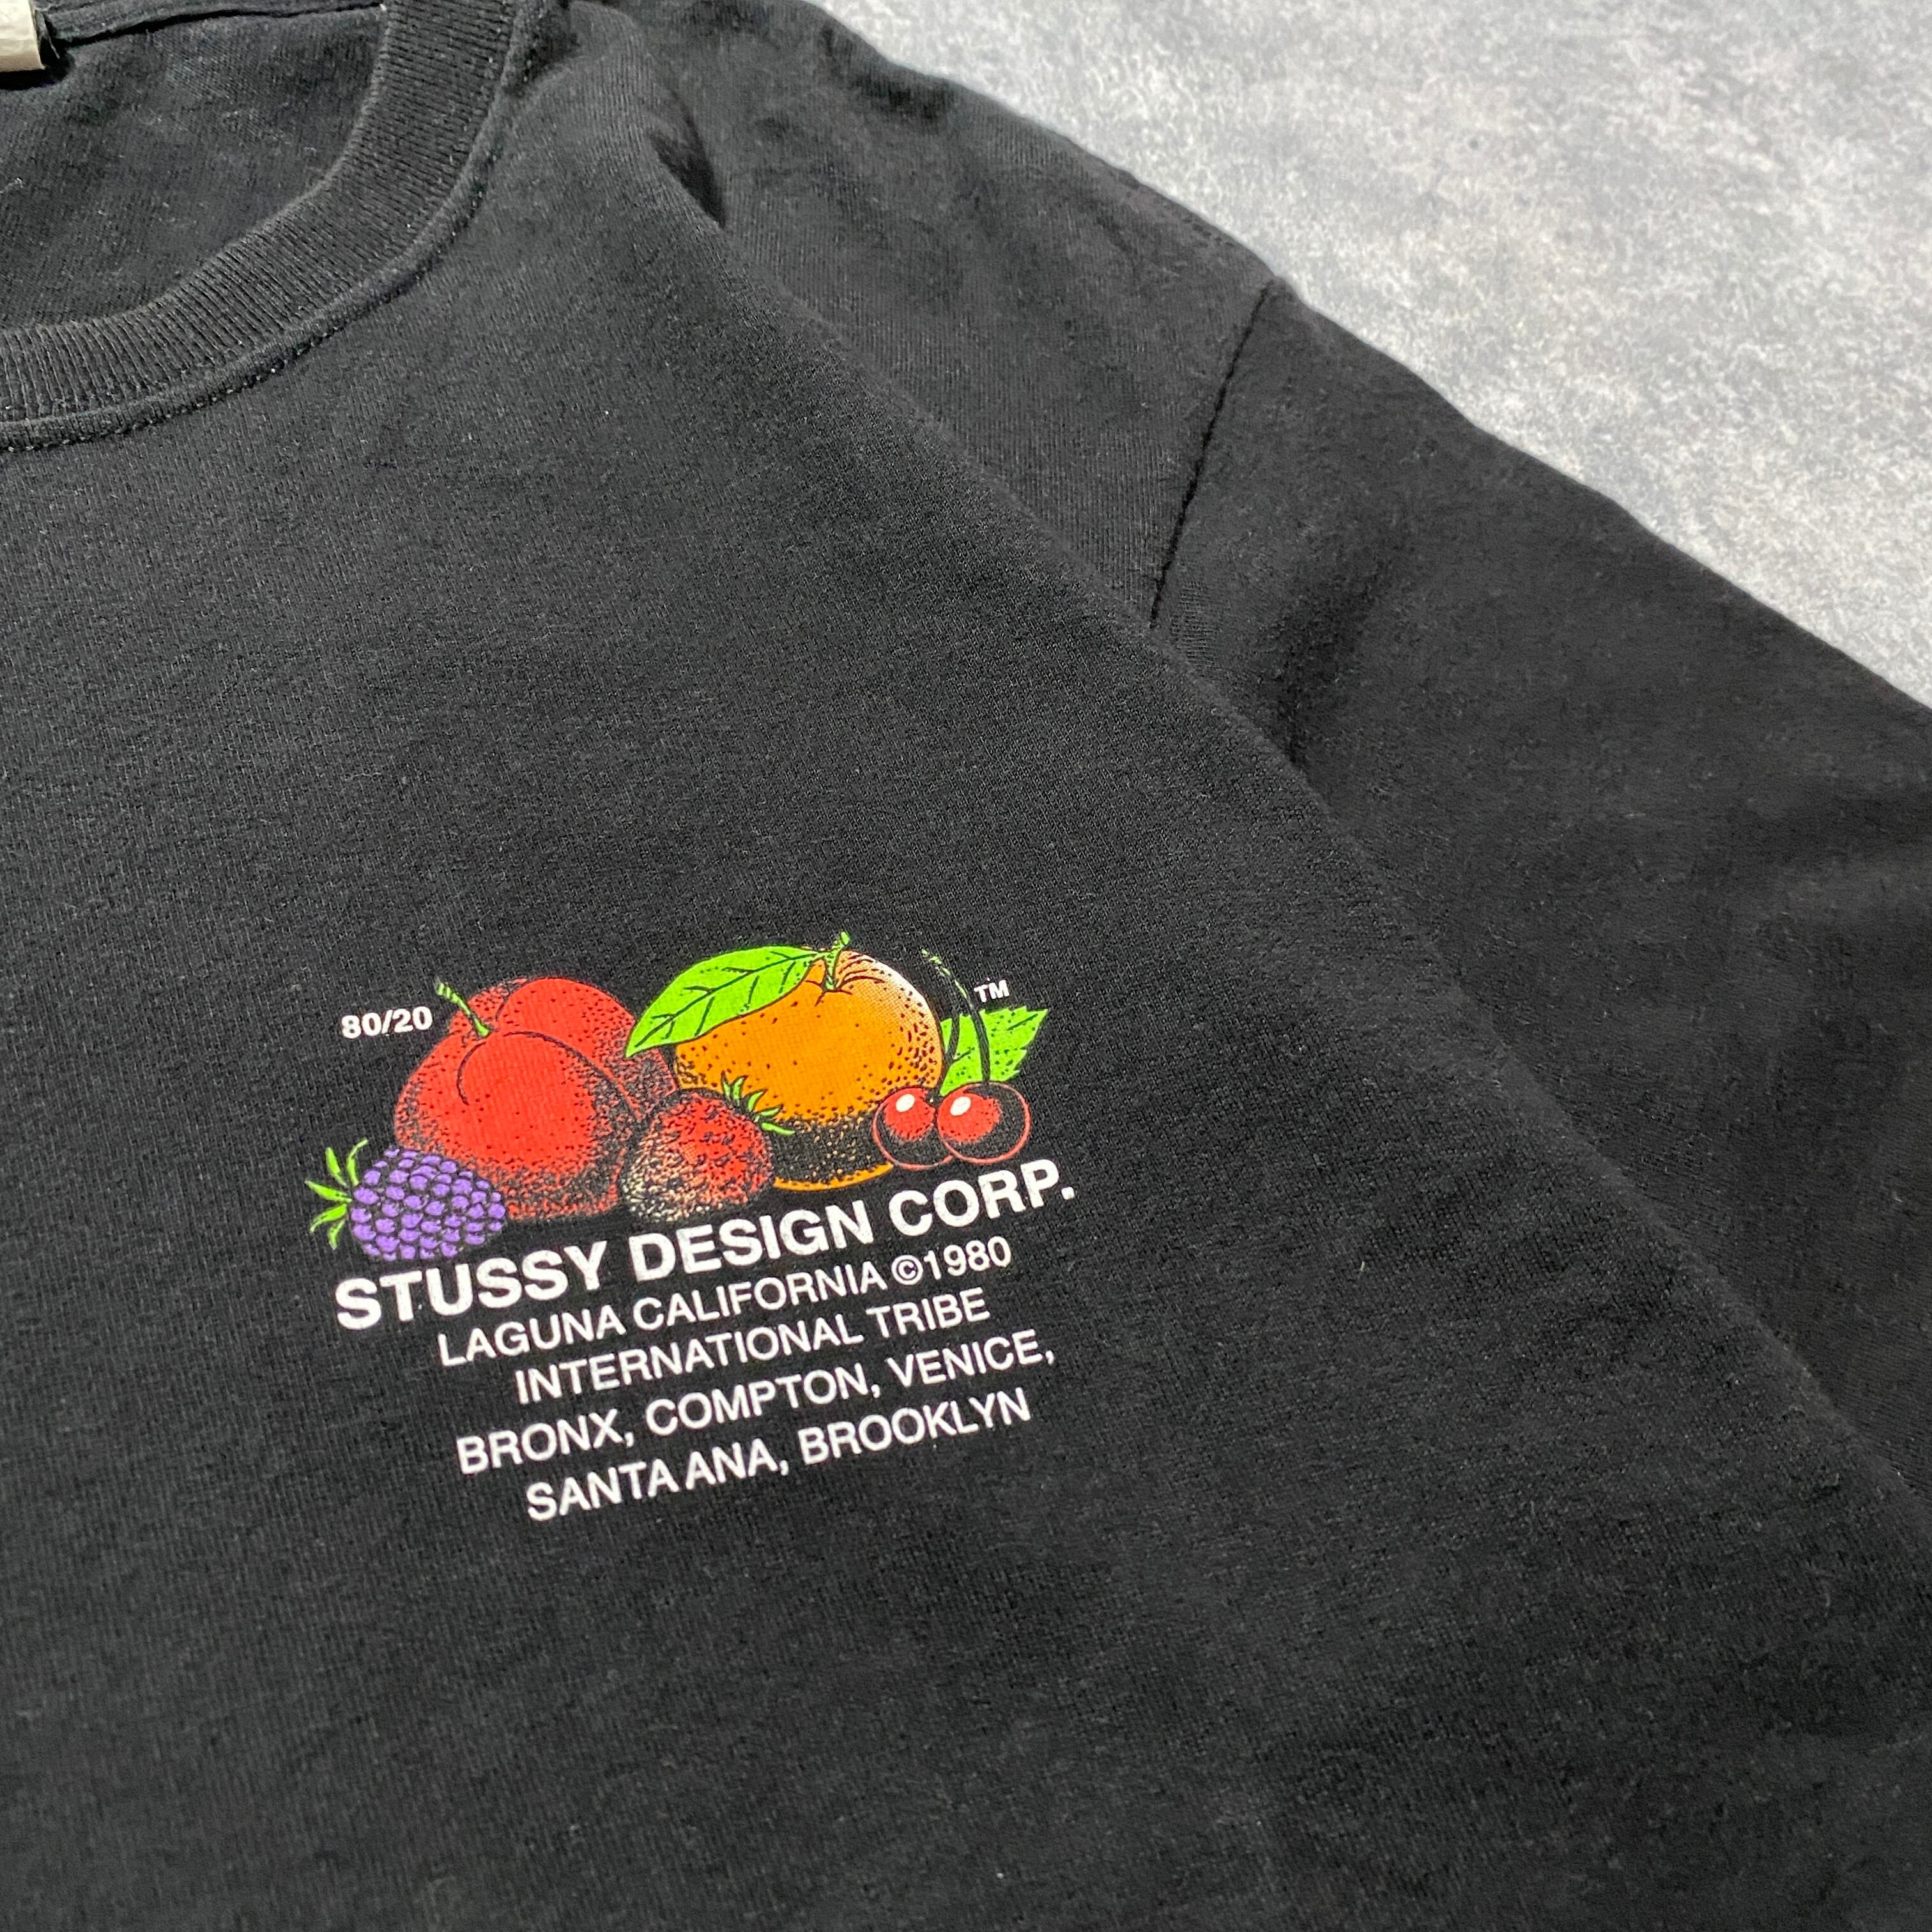 80/20
TM
STUSSY DESIGN CORP.
LAGUNA CALIFORNIA ©1980
INTERNATIONAL TRIBE
BRONX, COMPTON, VENICE,
SANTA ANA, BROOKLYN